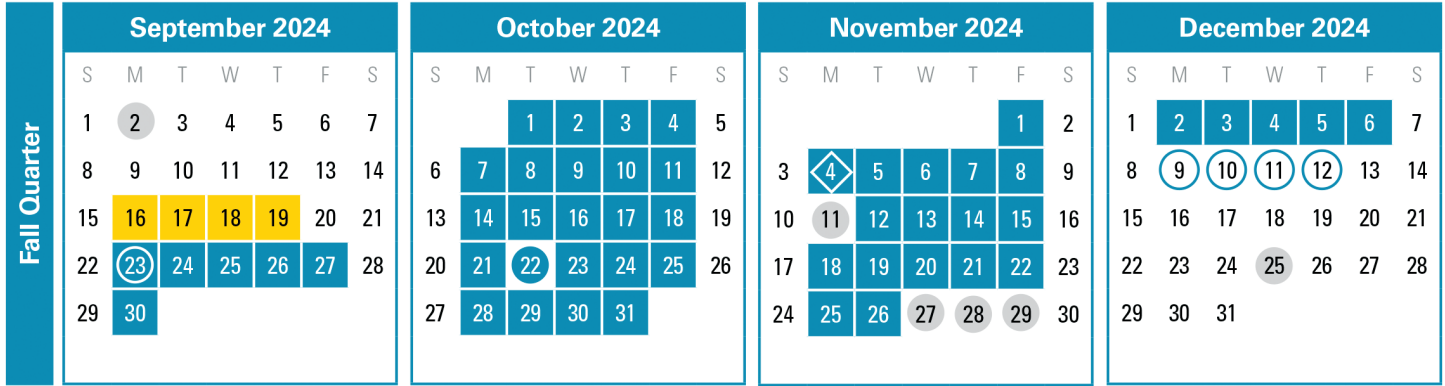 Fall Quarter
September 2024
S M T W T F S
1 2 3 4 5 6 7
8 9 10 11 12 13 14
15 16 17 18 19 20 21
22 23 24 25 26 27 28
29 30
October 2024
S M T W T F S
1 2 3 4 5
6 7 8 9 10 11 12
13 14 15 16 17 18 19
20 21 22 23 24 25 26
27 28 29 30 31
November 2024
S M T W T F S
1 2
3 4 5 6 7 8 9
10 11 12 13 14 15 16
17 18 19 20 21 22 23
24 25 26 27 28 29 30
December 2024
S M T W T F S
1 2 3 4 5 6 7
8 9 10 11 12 13 14
15 16 17 18 19 20 21
22 23 24 25 26 27 28
29 30 31